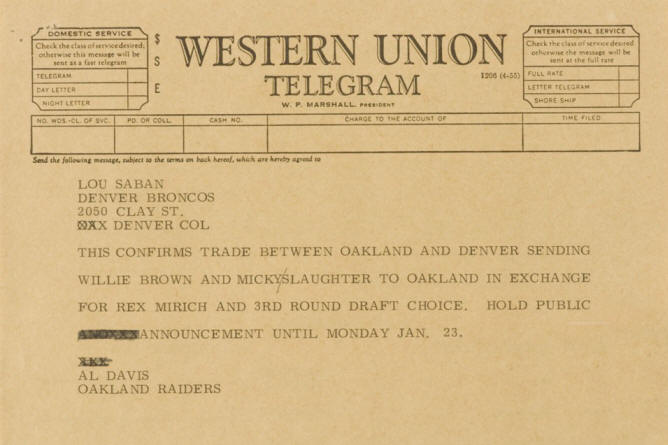 DOMESTIC SERVICE
Check the class of service desired;
otherwise this message will be
sent as a fast telegram
TELEGRAM
DAY LETTER
NIGHT LETTER
$
S
E
WESTERN UNION
TELEGRAM
1206 (4-55)
W. P. MARSHALL, PRESIDENT
INTERNATIONAL SERVICE
Check the class of service desired
otherwise the message will be
sent at the full rate
FULL RATE
LETTER TELEGRAM
SHORE SHIP
NO. WDS.-CL. OF SVC. PD. OR COLL. CASH NO. CHARGE TO THE ACCOUNT OF TIME FILED
Send the following message, subject to the terms on back hereof, which are hereby agreed to
LOU SABAN
DENVER BRONCOS
2050 CLAY ST.
DENVER COL
THIS CONFIRMS TRADE BETWEEN OAKLAND AND DENVER SENDING
WILLIE BROWN AND MICKY/SLAUGHTER TO OAKLAND IN EXCHANGE
FOR REX MIRICH AND 3RD ROUND DRAFT CHOICE. HOLD PUBLIC
ANNOUNCEMENT UNTIL MONDAY JAN. 23.
XXX
AL DAVIS
OAKLAND RAIDERS